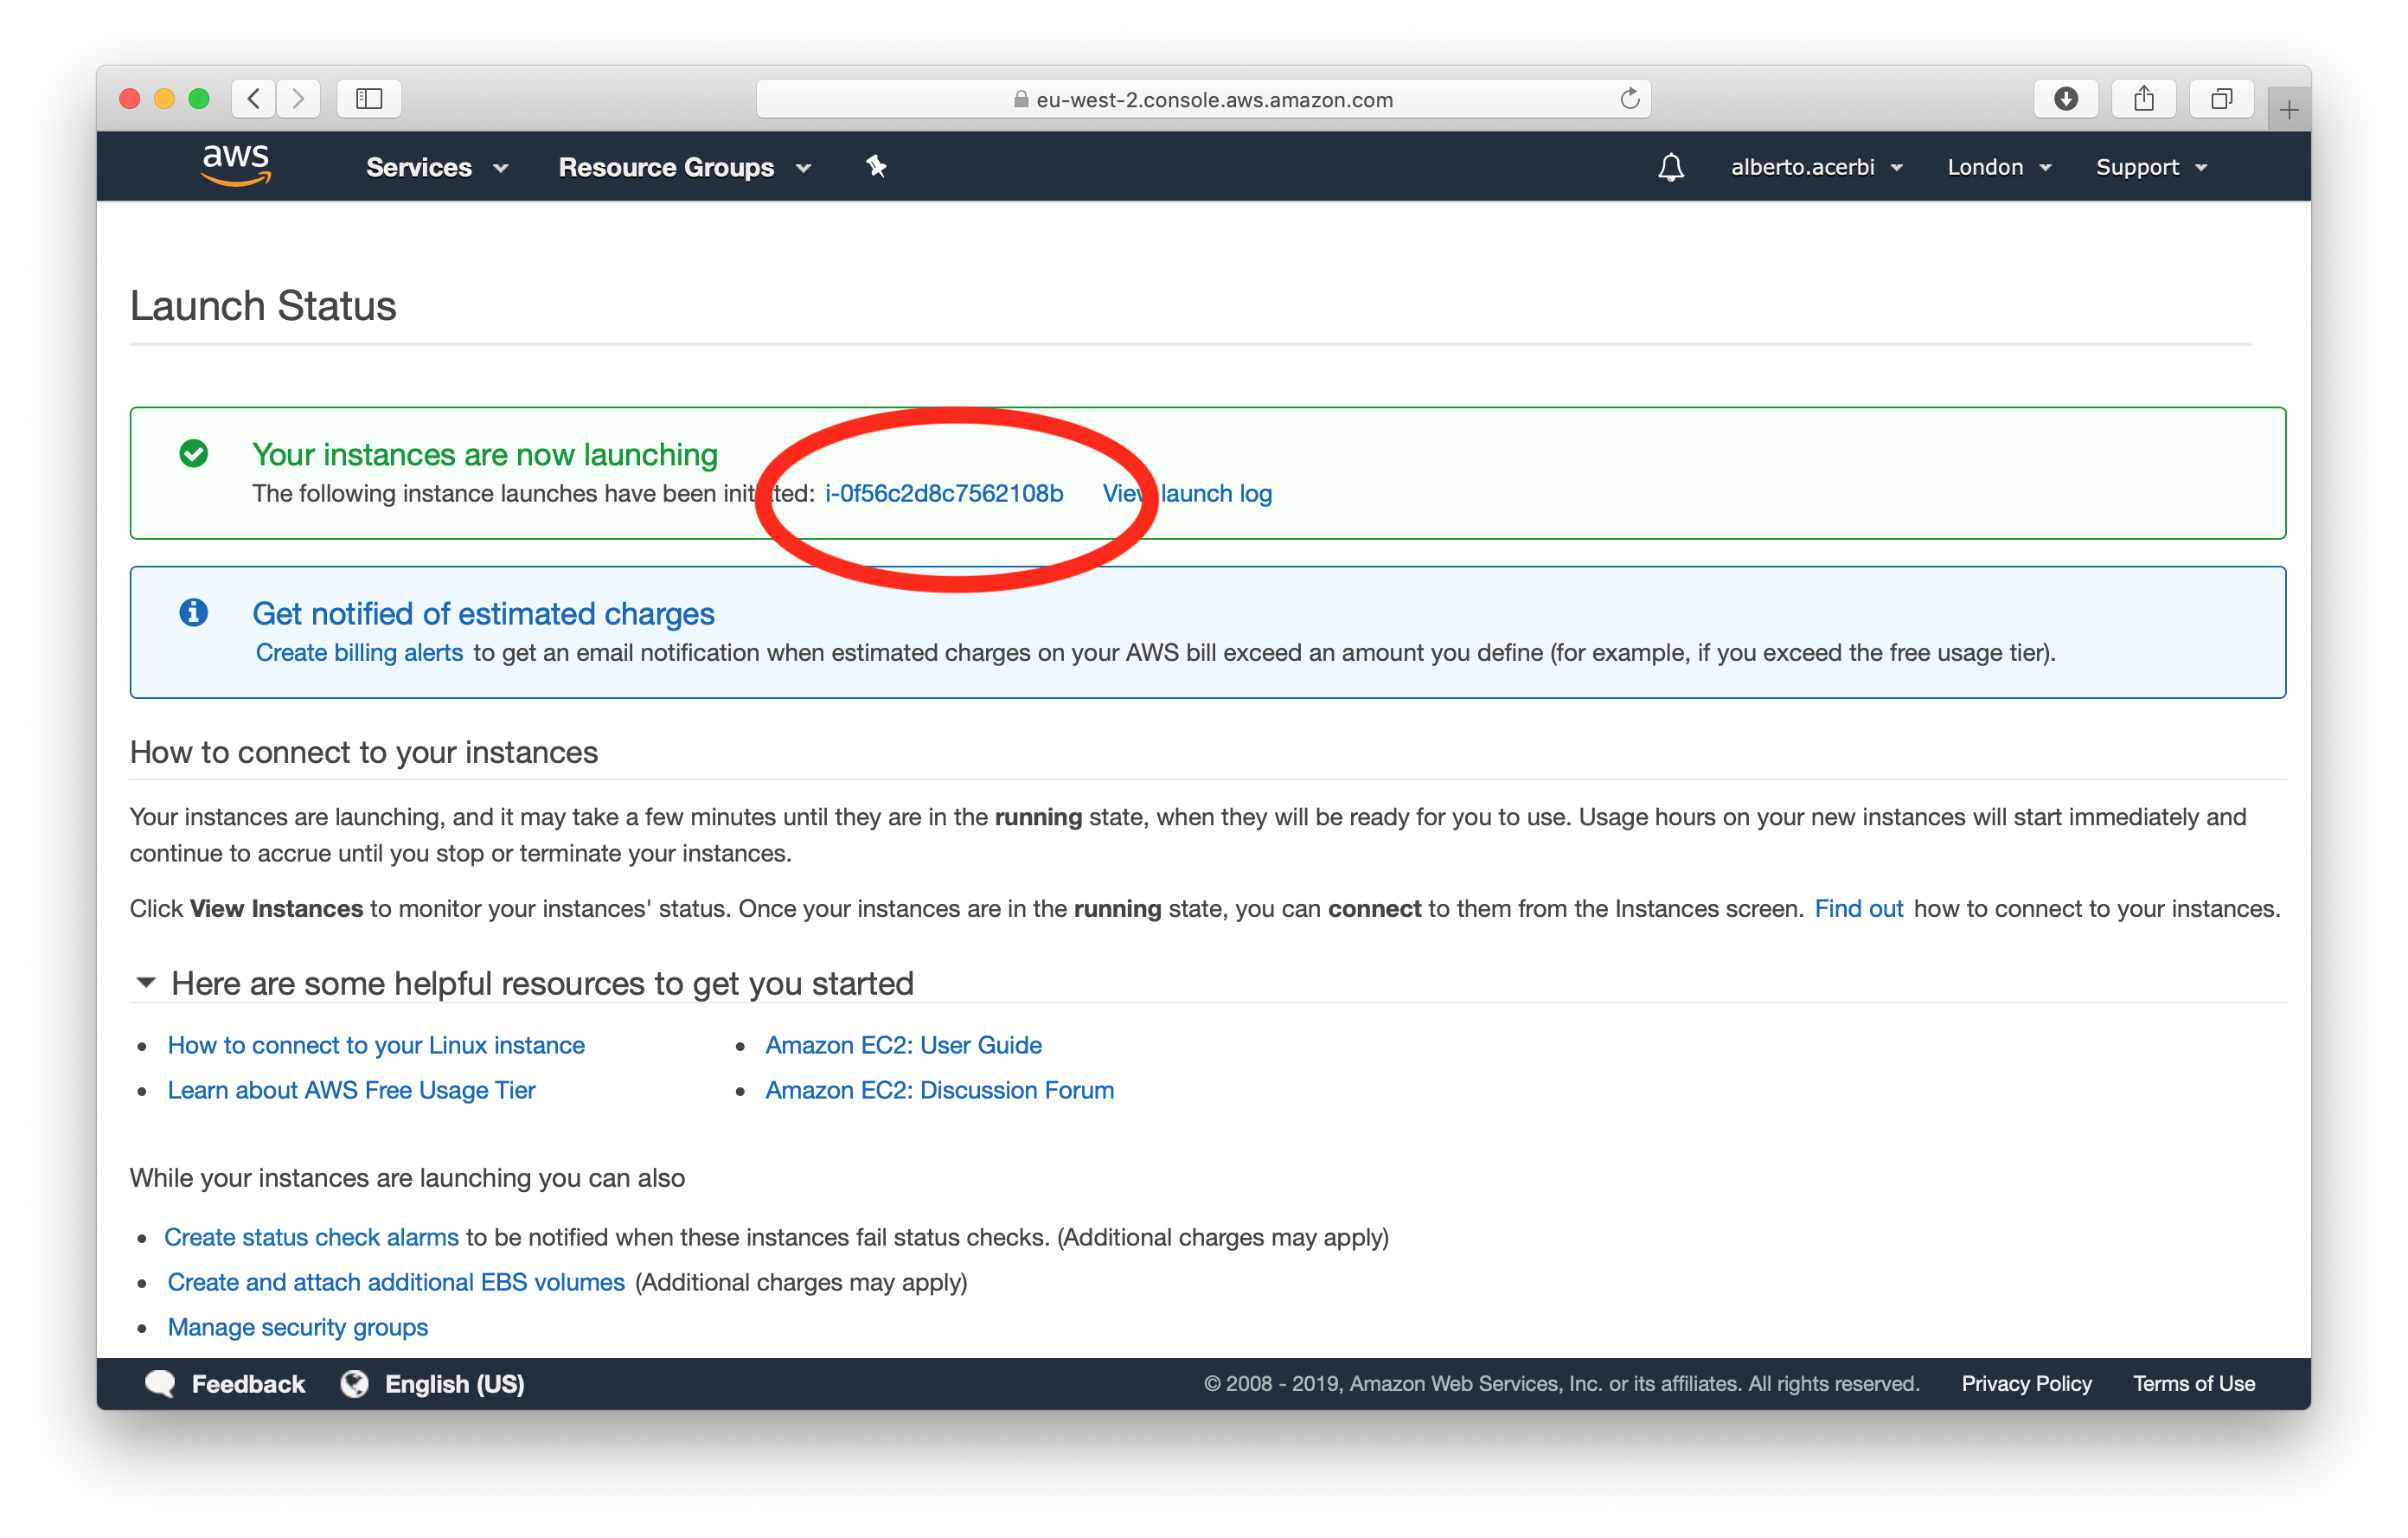 eu-west-2.console.aws.amazon.com
aws Services Resource Groups alberto.acerbi London Support
Launch Status
Your instances are now launching
The following instance launches have been initiated: i-0f56c2d8c7562108b View launch log
Get notified of estimated charges
Create billing alerts to get an email notification when estimated charges on your AWS bill exceed an amount you define (for example, if you exceed the free usage tier).
How to connect to your instances
Your instances are launching, and it may take a few minutes until they are in the running state, when they will be ready for you to use. Usage hours on your new instances will start immediately and
continue to accrue until you stop or terminate your instances.
Click View Instances to monitor your instances' status. Once your instances are in the running state, you can connect to them from the Instances screen. Find out how to connect to your instances.
Here are some helpful resources to get you started
• How to connect to your Linux instance
• Learn about AWS Free Usage Tier
• Amazon EC2: User Guide
• Amazon EC2: Discussion Forum
While your instances are launching you can also
• Create status check alarms to be notified when these instances fail status checks. (Additional charges may apply)
• Create and attach additional EBS volumes (Additional charges may apply)
• Manage security groups
Feedback English (US) © 2008 - 2019, Amazon Web Services, Inc. or its affiliates. All rights reserved. Privacy Policy Terms of Use